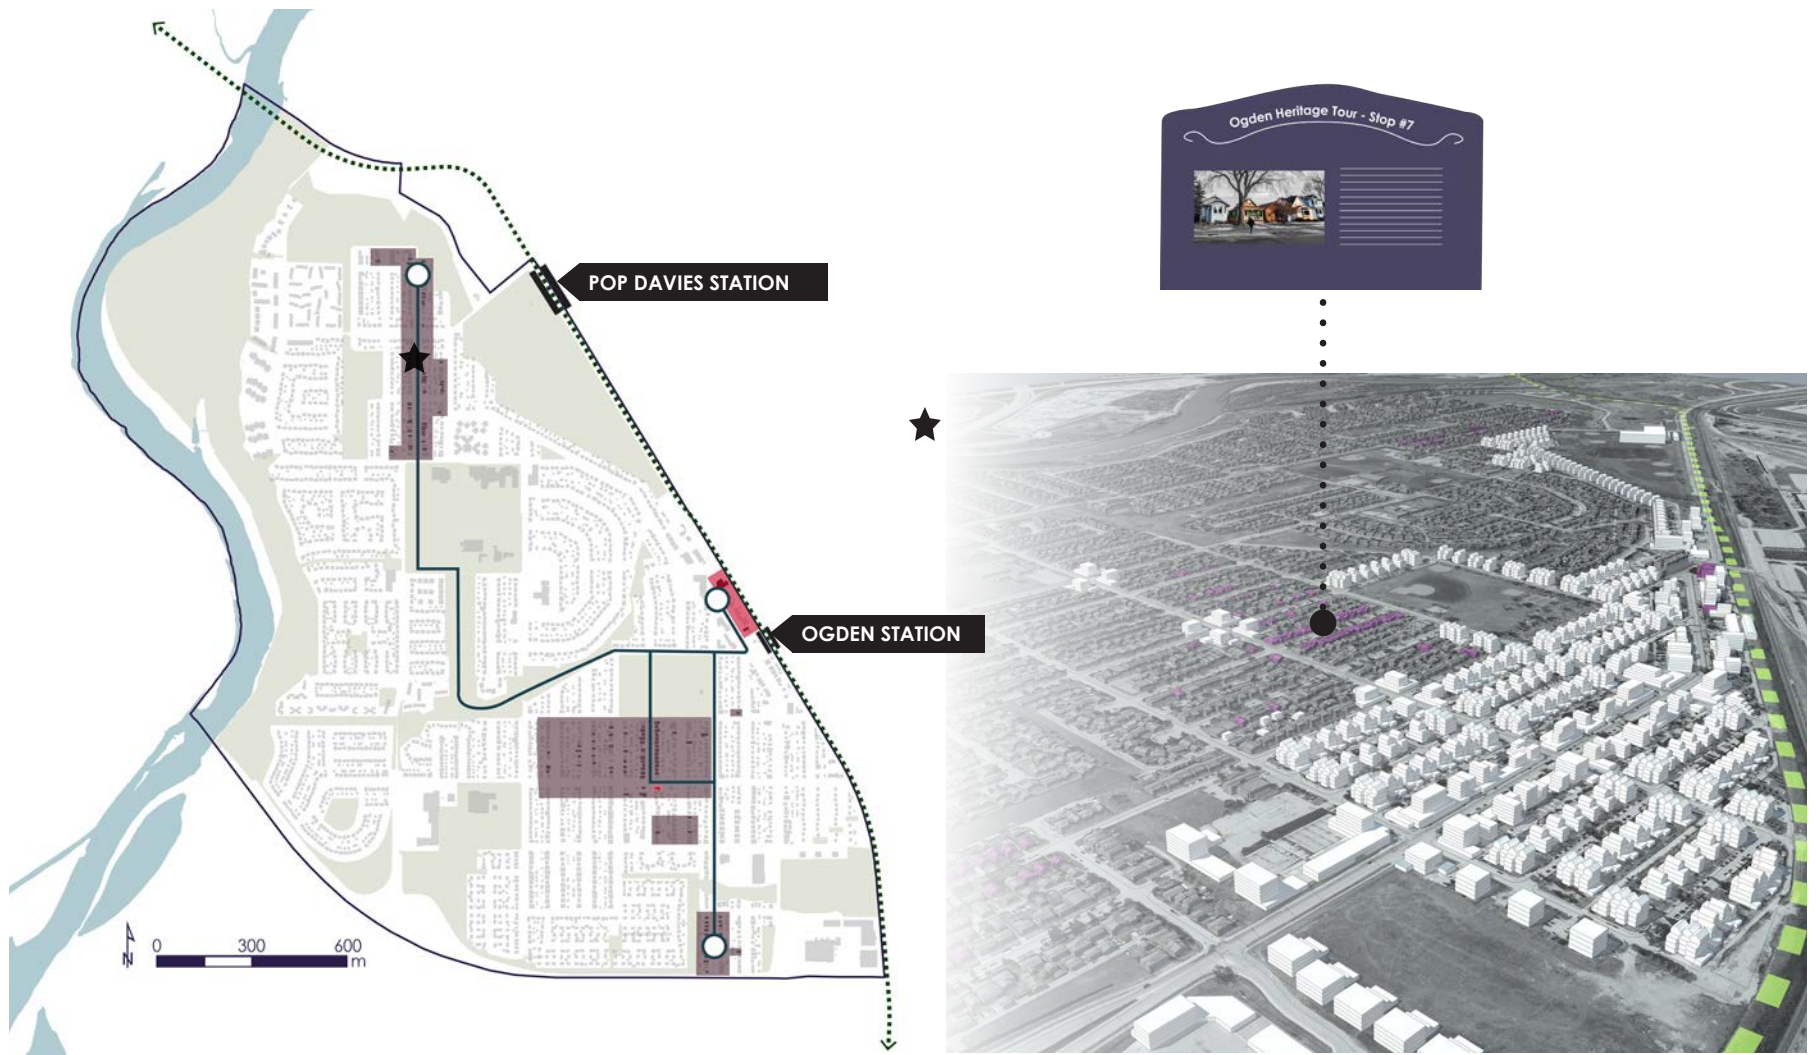 Ogden Heritage Tour - Stop #7
POP DAVIES STATION
OGDEN STATION
N
0 300 600
m